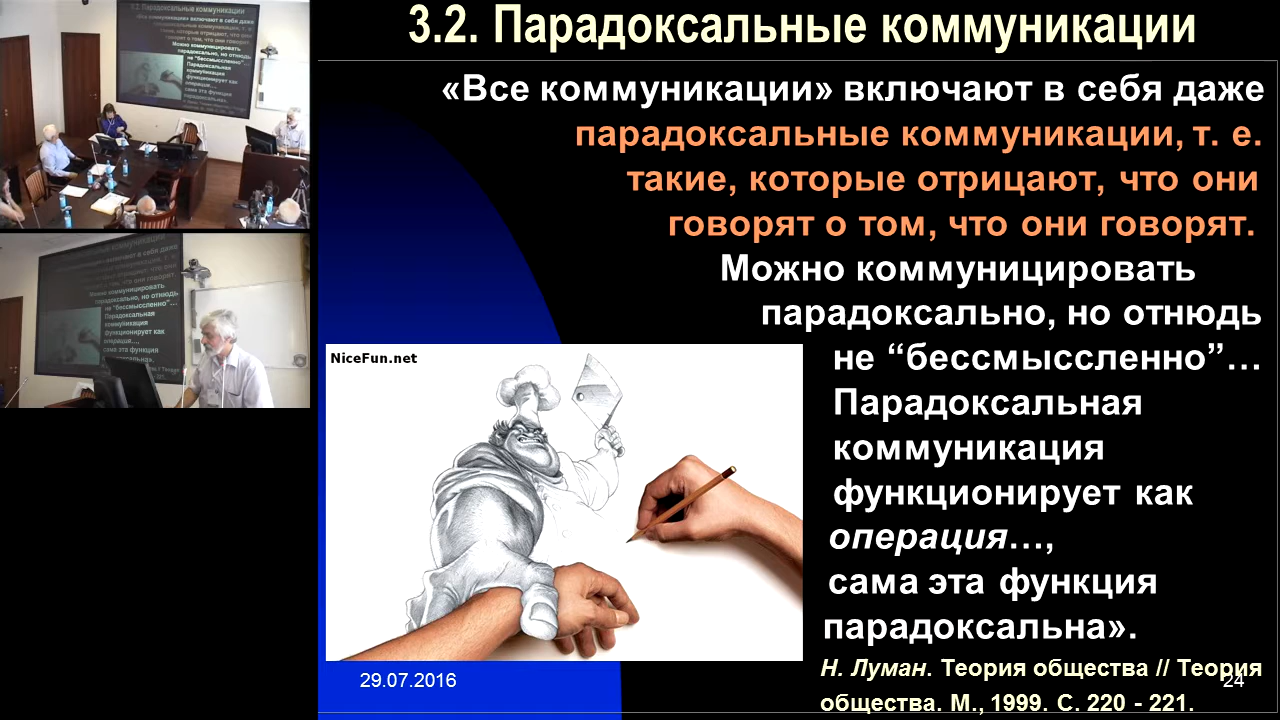 3.2. Парадоксальные коммуникации
«Все коммуникации» включают в себя даже
парадоксальные коммуникации, т. е.
такие, которые отрицают, что они
говорят о том, что они говорят.
Можно коммуницировать
парадоксально, но отнюдь
не “бессмыссленно”…
Парадоксальная
коммуникация
функционирует как
операция…,
сама эта функция
парадоксальна».
Н. Луман. Теория общества // Теория
общества. М., 1999. С. 220 - 221.
NiceFun.net
29.07.2016
24